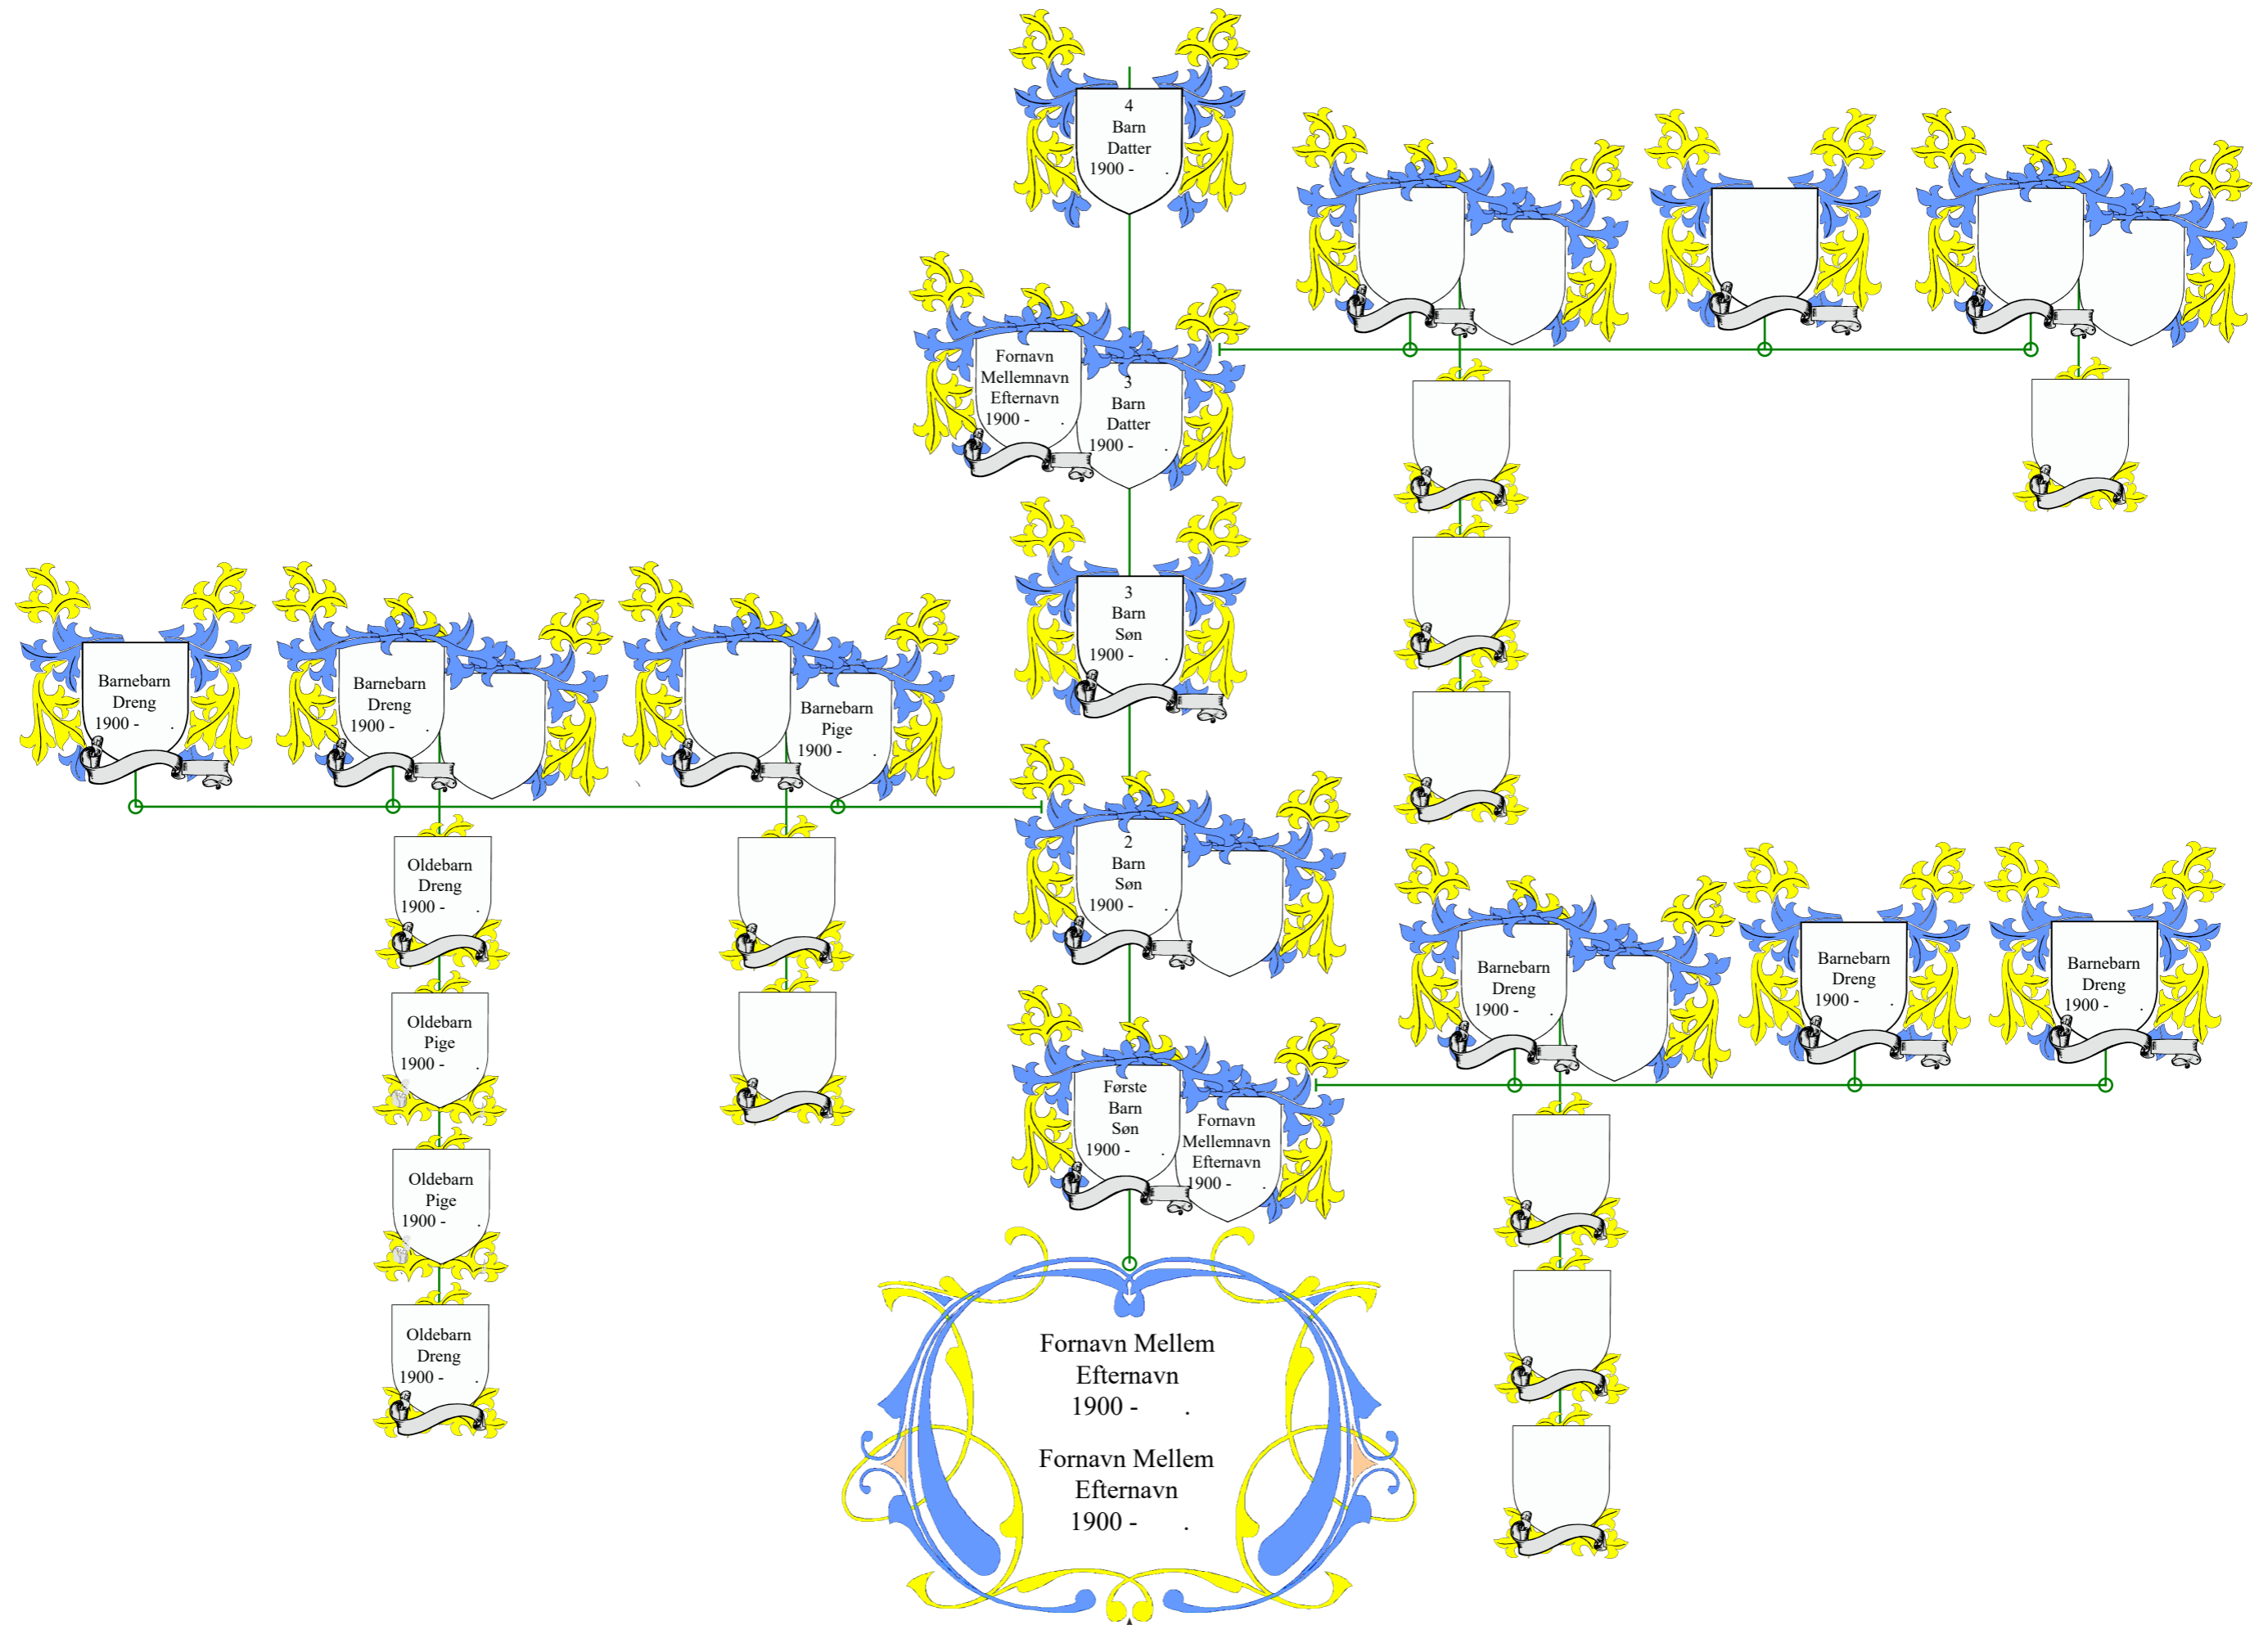 4
Barn
Datter
1900 -      .
Fornavn
Mellemnavn
Efternavn
1900 -      .
3
Barn
Datter
1900 -      .
3
Barn
Søn
1900 -      .
Barnebarn
Dreng
1900 -      .
Barnebarn
Dreng
1900 -      .
Barnebarn
Pige
1900 -      .
2
Barn
Søn
1900 -      .
Oldebarn
Dreng
1900 -      .
Oldebarn
Pige
1900 -      .
Oldebarn
Pige
1900 -      .
Oldebarn
Dreng
1900 -      .
Barnebarn
Dreng
1900 -      .
Barnebarn
Dreng
1900 -      .
Barnebarn
Dreng
1900 -      .
Første
Barn
Søn
1900 -      .
Fornavn
Mellemnavn
Efternavn
1900 -      .
Fornavn Mellem
Efternavn
1900 -      .
Fornavn Mellem
Efternavn
1900 -      .